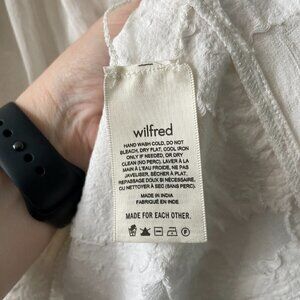 wilfred
HAND WASH COLD, DO NOT
BLEACH, DRY FLAT, COOL IRON
ONLY IF NEEDED, OR DRY
CLEAN (NO PERC). LAVER À LA
MAIN À L'EAU FROIDE, NE PAS
JAVELLISER, SÉCHER À PLAT,
REPASSAGE DOUX SI NÉCESSAIRE,
OU NETTOYER À SEC (SANS PERC).
MADE IN INDIA
FABRIQUÉ EN INDE
MADE FOR EACH OTHER.